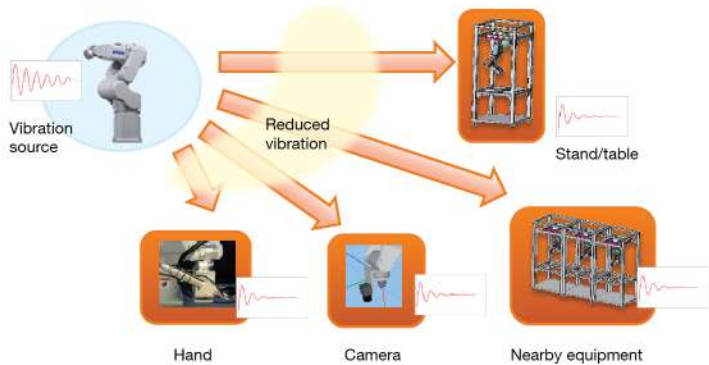 Vibration
source
Reduced
vibration
Stand/table
Hand
Camera
Nearby equipment